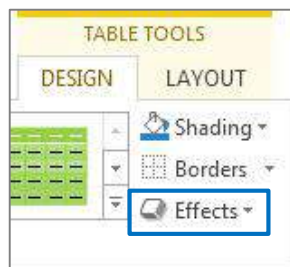 TABLE TOOLS
DESIGN LAYOUT
Shading
Borders
Effects